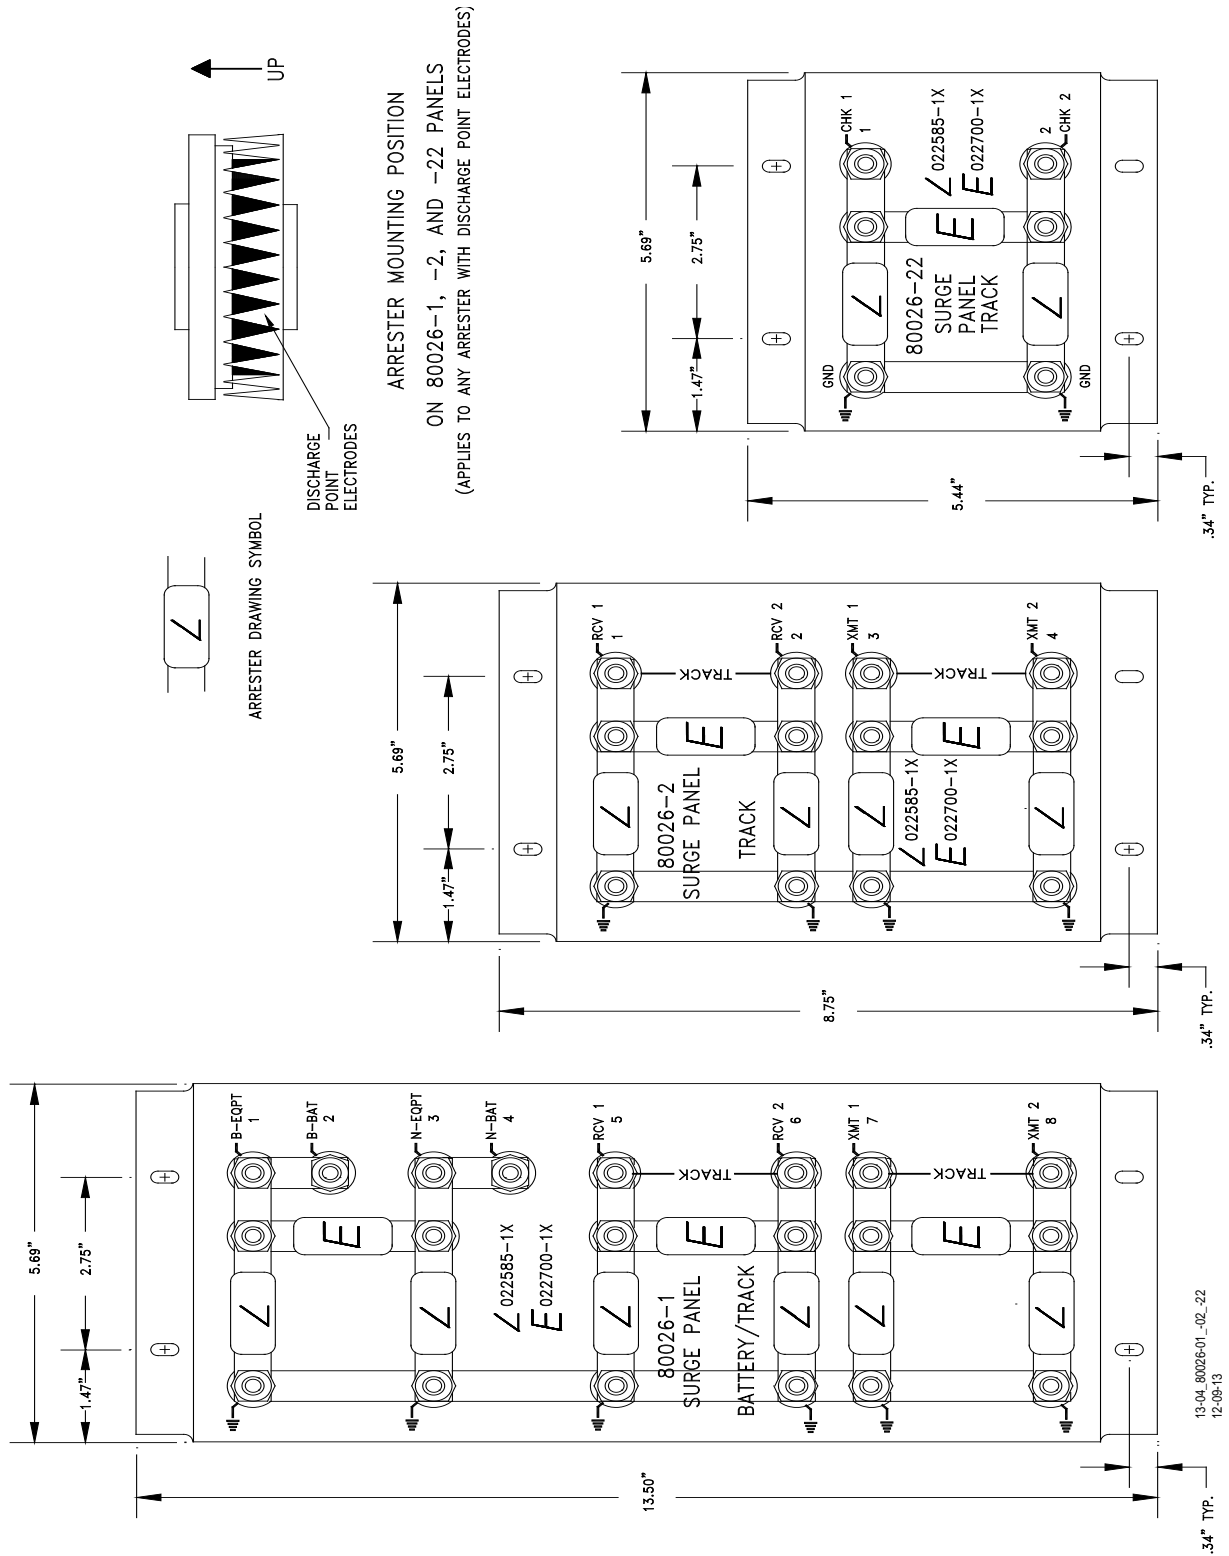 13.50"
5.69"
2.75"
1.47"
.34" TYP.
B-EQPT
1
B-BAT
2
N-EQPT
3
N-BAT
4
RCV 1
5
RCV 2
6
XMT 1
7
XMT 2
8
TRACK
TRACK
L
L
L
L
L
L
E
E
E
L 022585-1X
E 022700-1X
80026-1
SURGE PANEL
BATTERY/TRACK
8.75"
5.69"
2.75"
1.47"
.34" TYP.
RCV 1
1
RCV 2
2
XMT 1
3
XMT 2
4
TRACK
TRACK
L
L
L
L
E
E
80026-2
SURGE PANEL
TRACK
L 022585-1X
E 022700-1X
5.44"
5.69"
2.75"
1.47"
.34" TYP.
CHK 1
1
2
CHK 2
L
L
E
L 022585-1X
E 022700-1X
80026-22
SURGE
PANEL
TRACK
GND
GND
L
ARRESTER DRAWING SYMBOL
DISCHARGE
POINT
ELECTRODES
UP
ARRESTER MOUNTING POSITION
ON 80026-1, -2, AND -22 PANELS
(APPLIES TO ANY ARRESTER WITH DISCHARGE POINT ELECTRODES)
13-04_80026-01_-02_-22
12-09-13